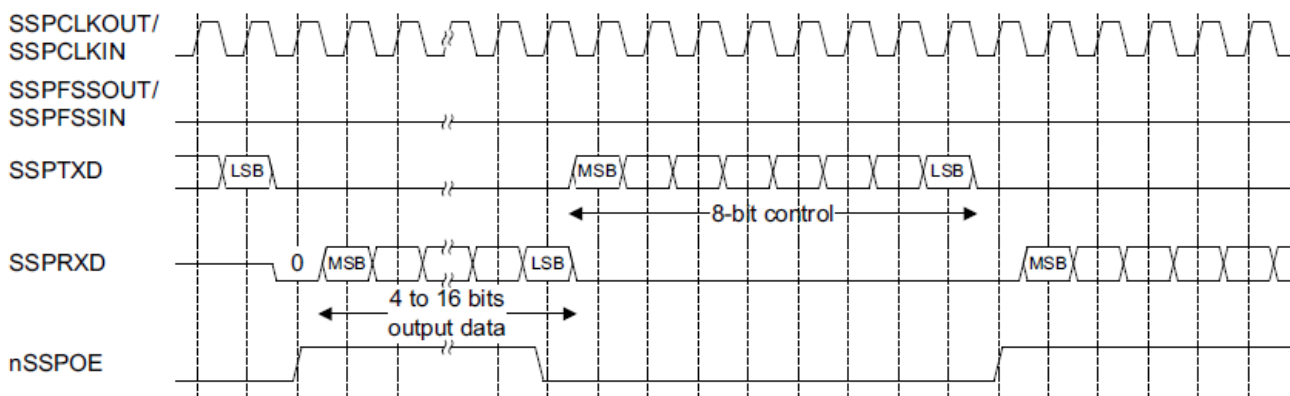 SSPCLKOUT/
SSPCLKIN
SSPFSSOUT/
SSPFSSIN
SSPTXD
LSB
MSB
LSB
8-bit control
SSPRXD
0
MSB
LSB
MSB
4 to 16 bits
output data
nSSPOE